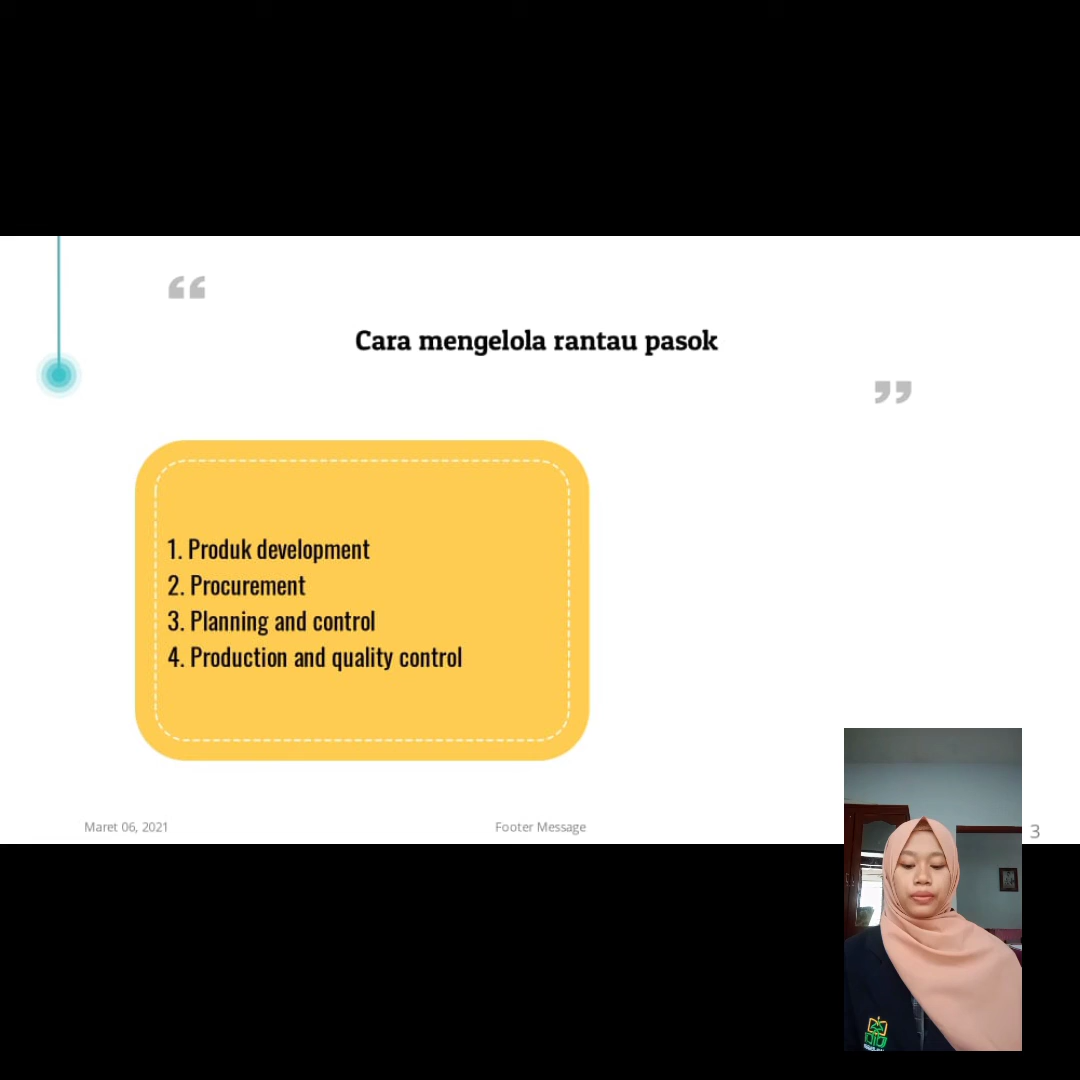 “
Cara mengelola rantau pasok
”
1. Produk development
2. Procurement
3. Planning and control
4. Production and quality control
Maret 06, 2021
Footer Message
3